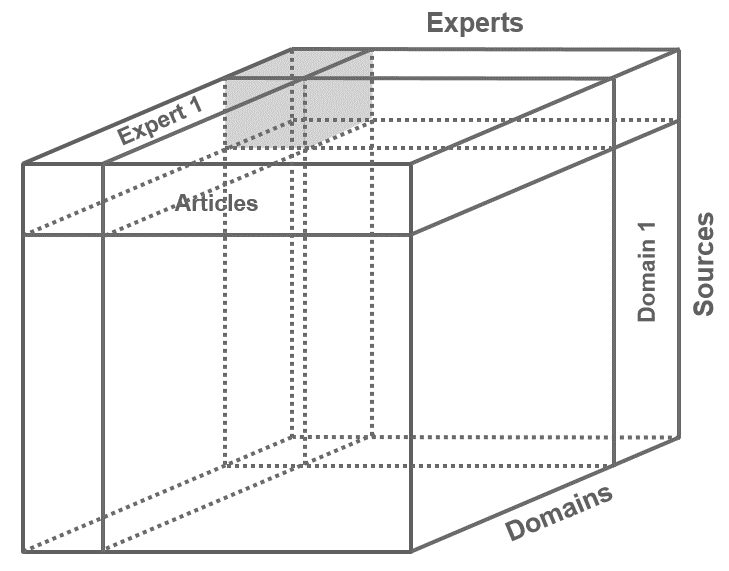 Experts
Expert 1
Articles
Domain 1
Sources
Domains